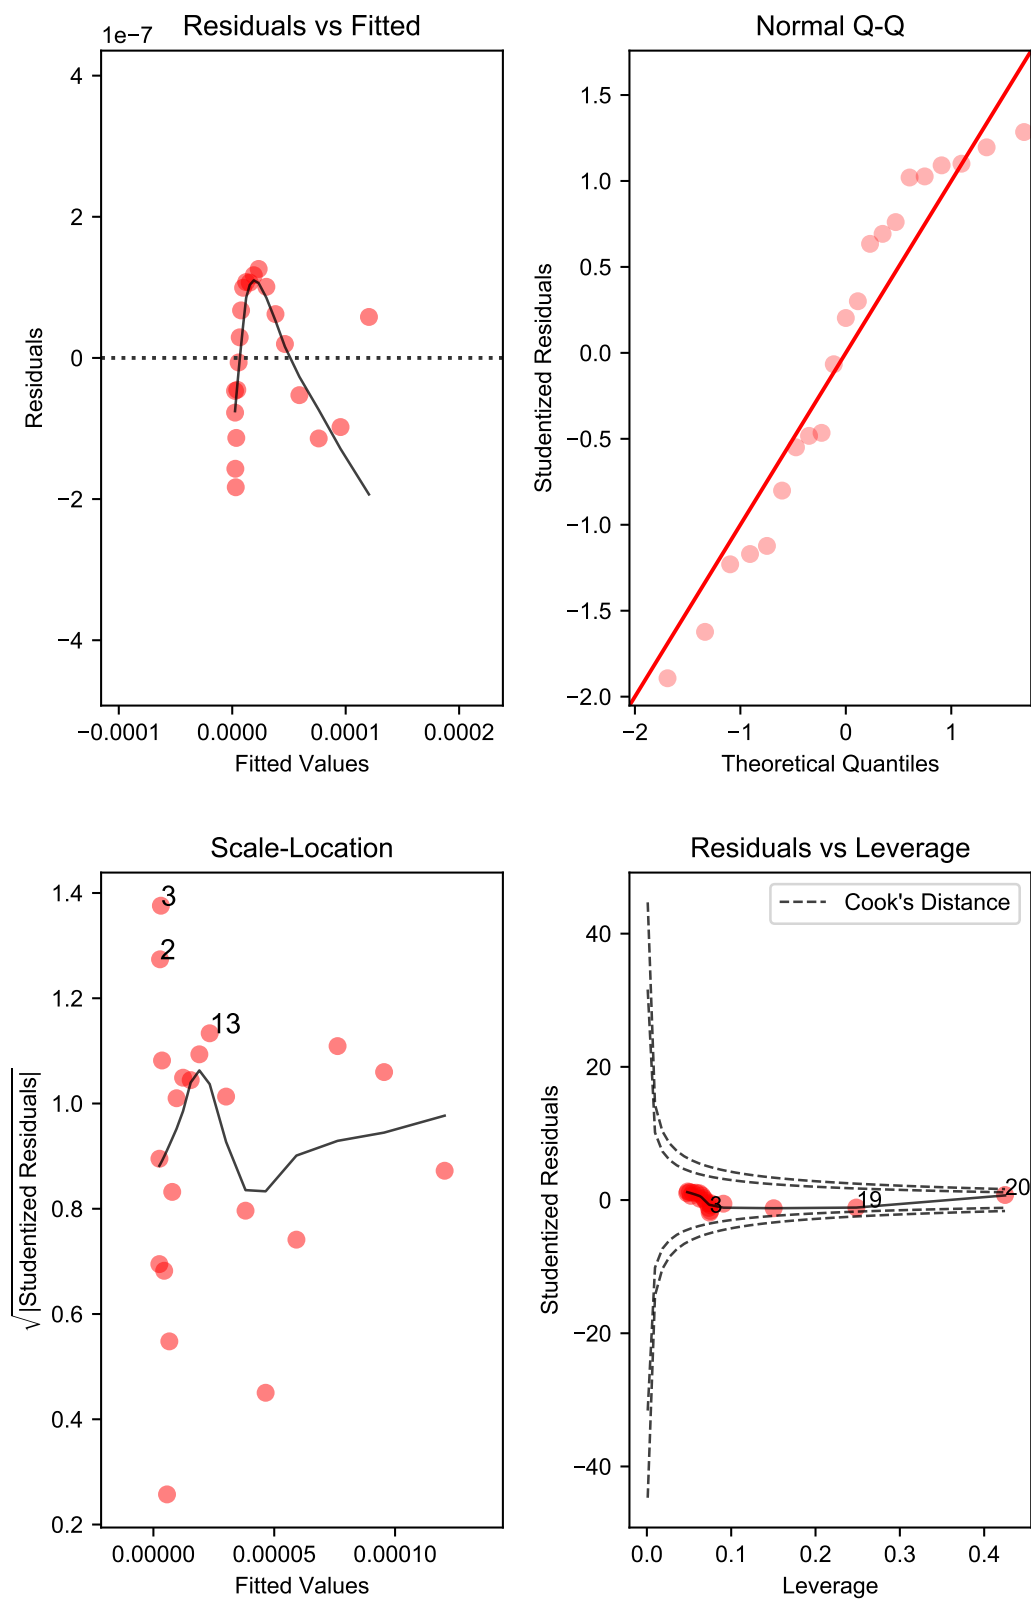 Residuals vs Fitted
1e−7
4
2
0
−2
−4
Residuals
−0.0001 0.0000 0.0001 0.0002
Fitted Values
Normal Q-Q
1.5
1.0
0.5
0.0
−0.5
−1.0
−1.5
−2.0
Studentized Residuals
−2 −1 0 1
Theoretical Quantiles
Scale-Location
1.4
1.2
1.0
0.8
0.6
0.4
0.2
√|Studentized Residuals|
3
2
13
0.00000 0.00005 0.00010
Fitted Values
Residuals vs Leverage
Cook's Distance
40
20
0
−20
−40
Studentized Residuals
3
19
20
0.0 0.1 0.2 0.3 0.4
Leverage